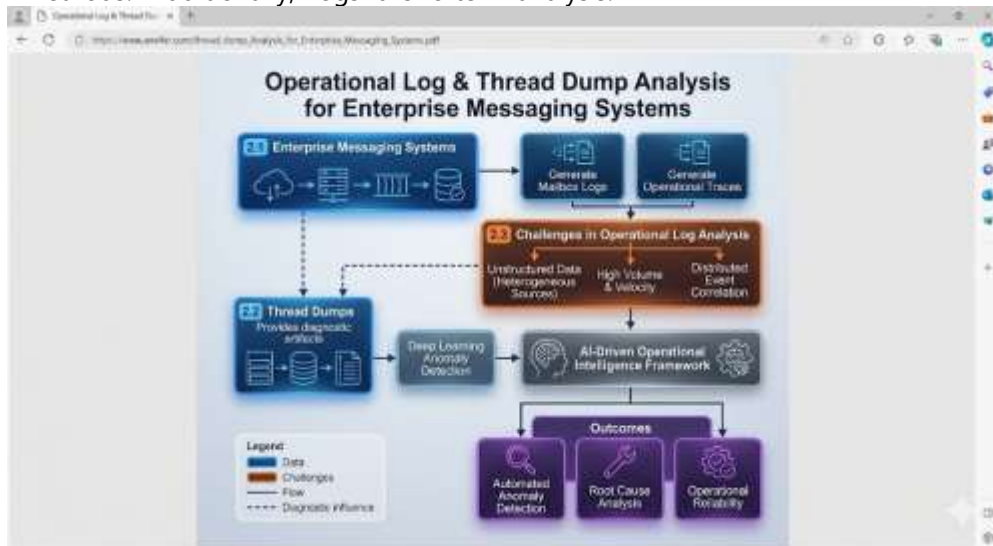 Operational Log & Thread Dump Analysis
for Enterprise Messaging Systems
2.1 Enterprise Messaging Systems
Generate
Mailbox Logs
Generate
Operational Traces
2.3 Challenges in Operational Log Analysis
Unstructured Data
(Heterogeneous
Sources)
High Volume
& Velocity
Distributed
Event
Correlation
2.2 Thread Dumps
Provides diagnostic
artifacts
Deep Learning
Anomaly
Detection
AI-Driven Operational
Intelligence Framework
Outcomes
Automated
Anomaly
Detection
Root Cause
Analysis
Operational
Reliability
Legend
Data
Challenges
Flow
Diagnostic influence